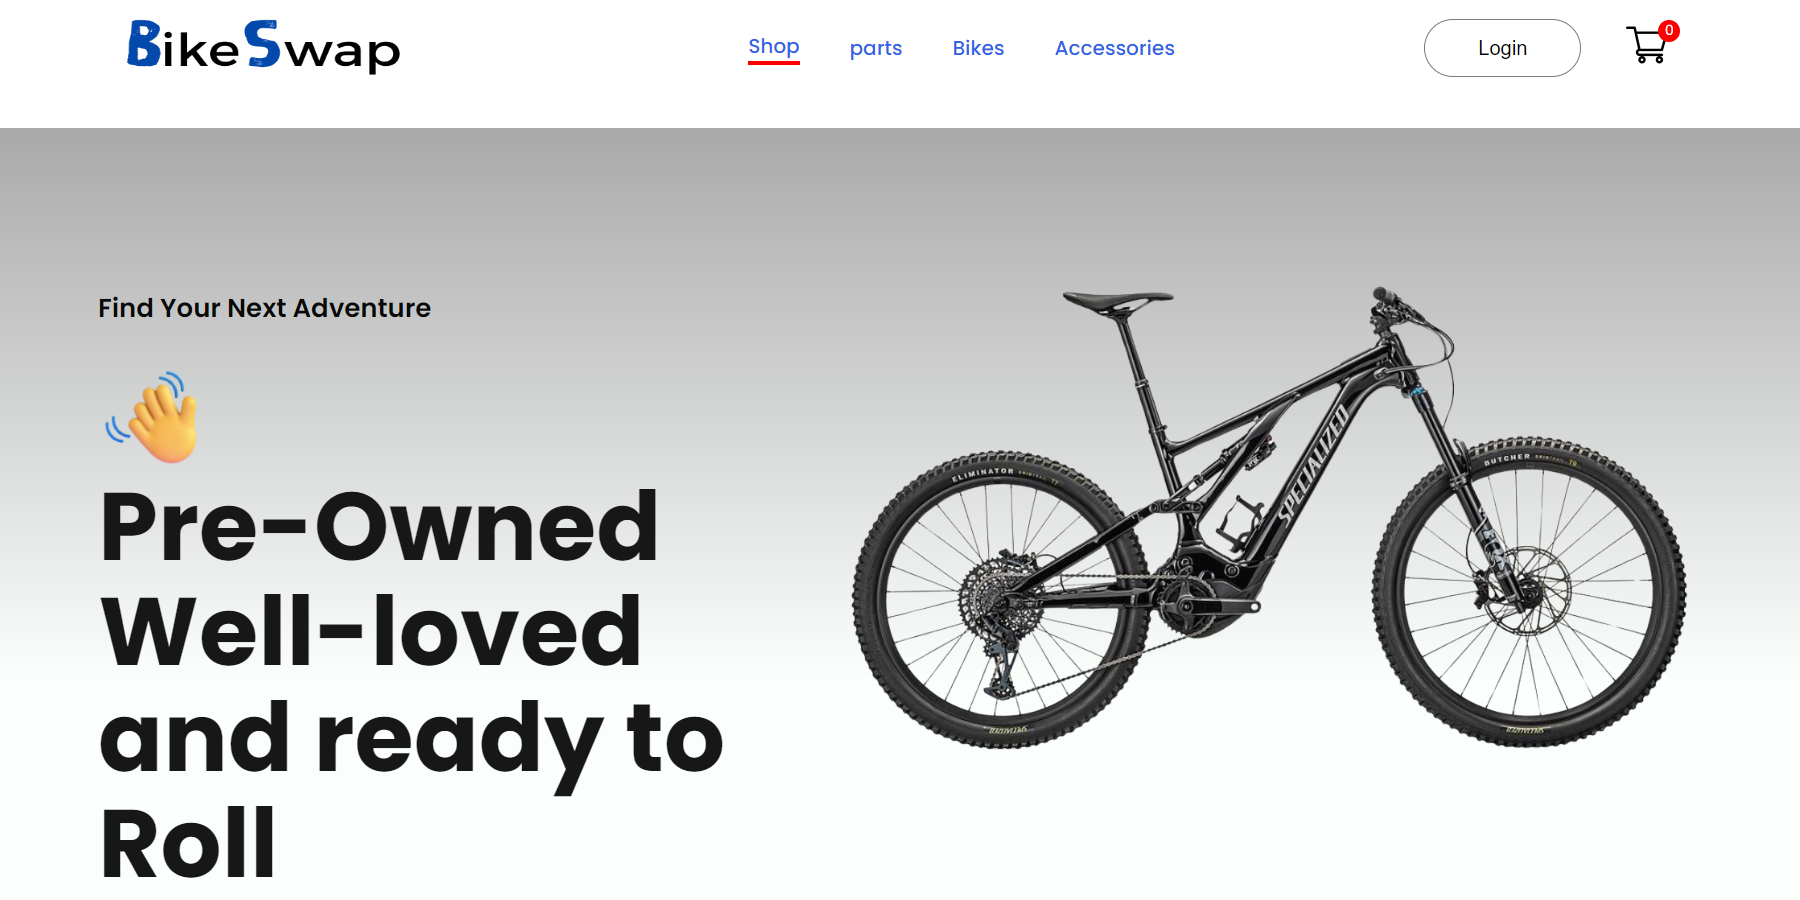 BikeSwap
Shop parts Bikes Accessories
Login
0
Find Your Next Adventure
Pre-Owned
Well-loved
and ready to
Roll
SPECIALIZED
ELIMINATOR
BUTCHER